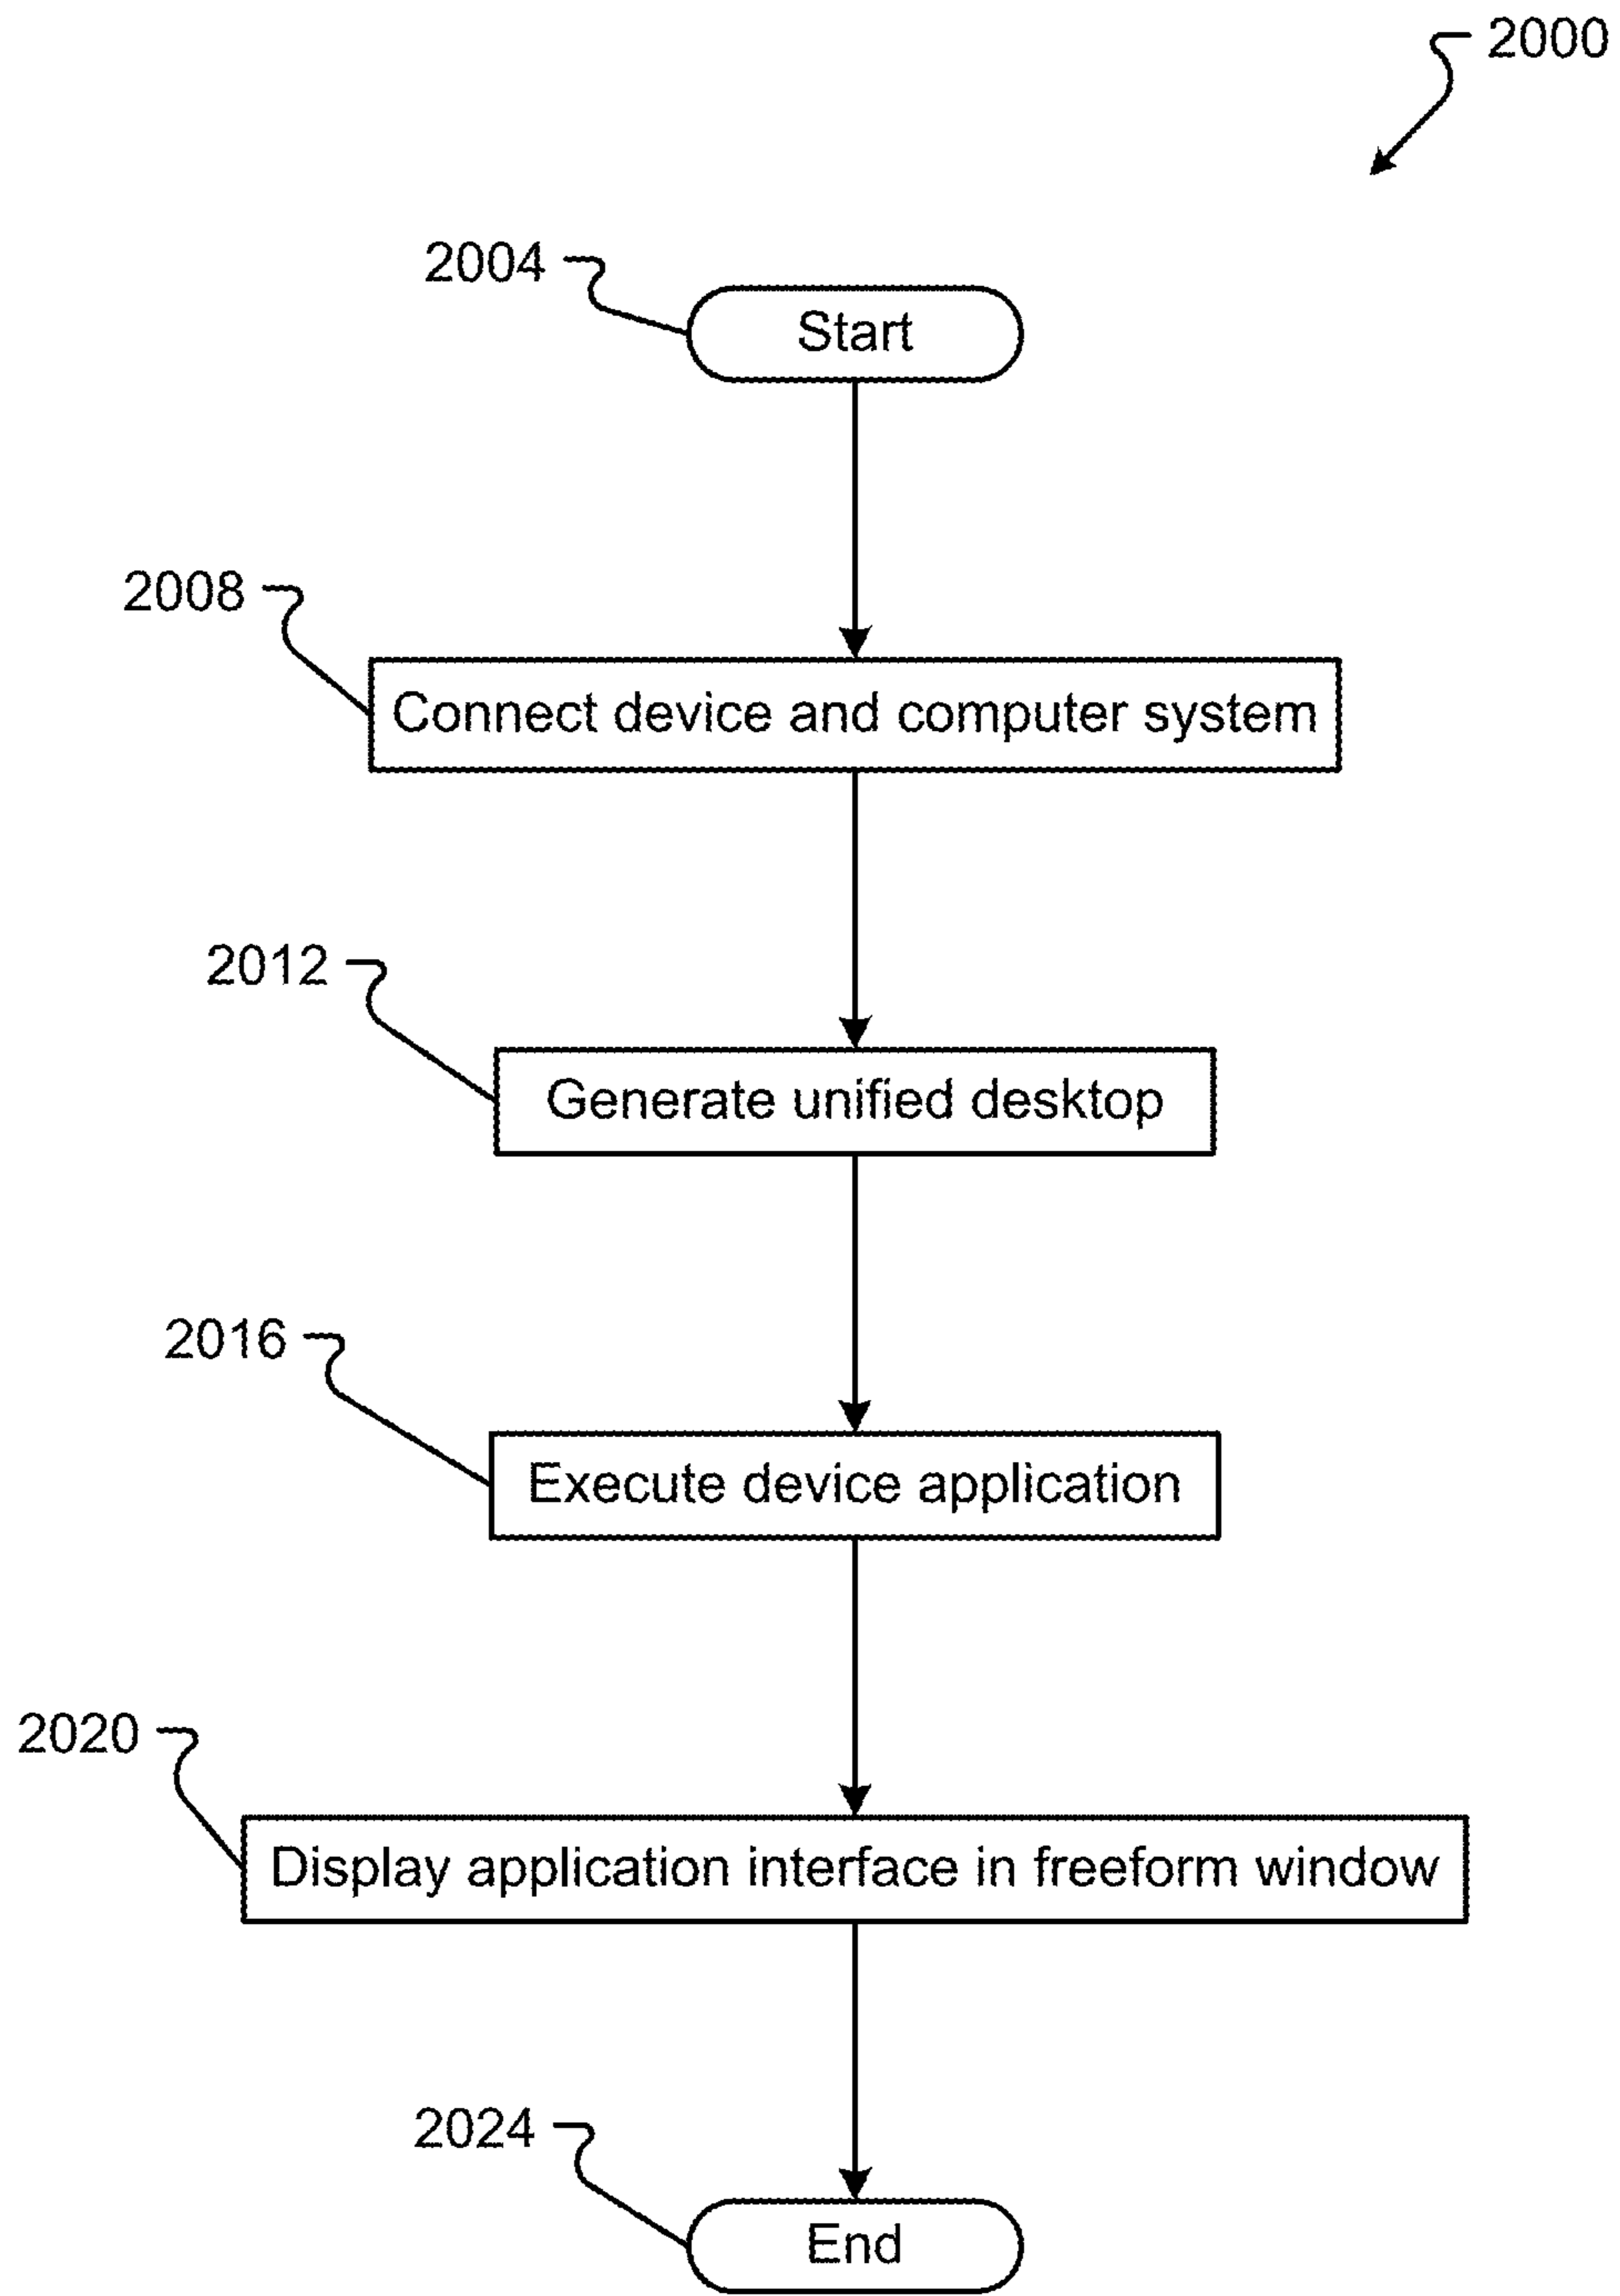 2000
2004
Start
2008
Connect device and computer system
2012
Generate unified desktop
2016
Execute device application
2020
Display application interface in freeform window
2024
End